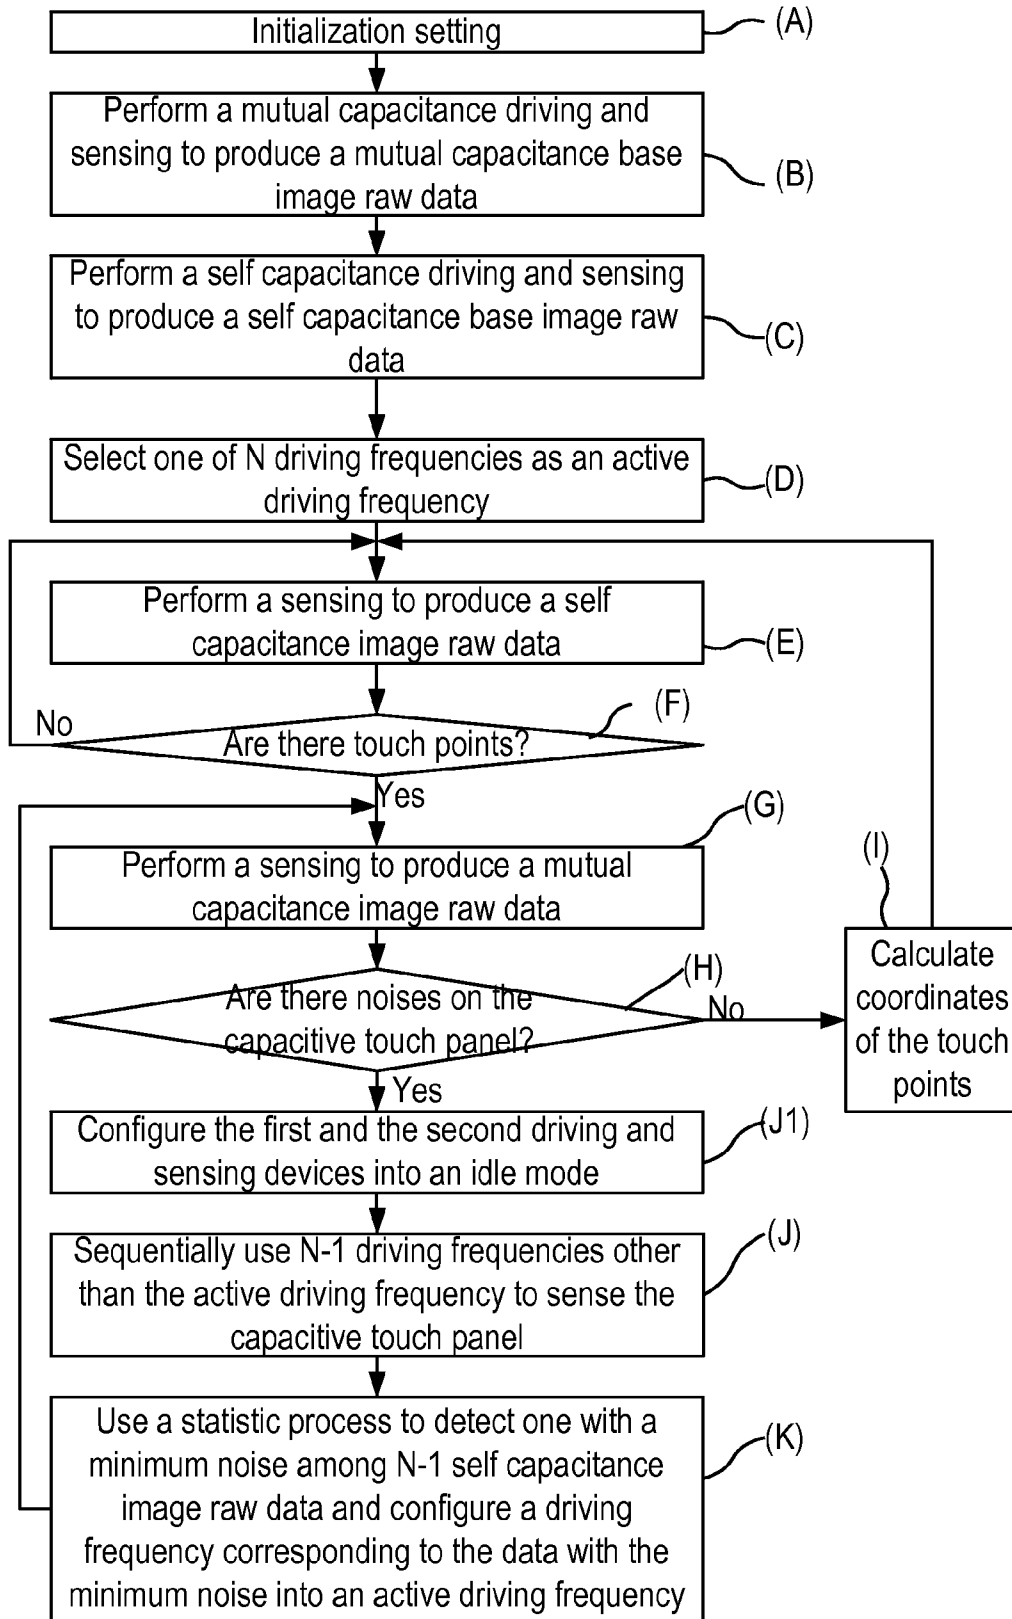 Initialization setting
(A)
Perform a mutual capacitance driving and
sensing to produce a mutual capacitance base
image raw data
(B)
Perform a self capacitance driving and sensing
to produce a self capacitance base image raw
data
(C)
Select one of N driving frequencies as an active
driving frequency
(D)
Perform a sensing to produce a self
capacitance image raw data
(E)
(F)
No
Are there touch points?
Yes
(G)
Perform a sensing to produce a mutual
capacitance image raw data
(I)
Calculate
coordinates
of the touch
points
(H)
Are there noises on the
capacitive touch panel?
No
Yes
Configure the first and the second driving and
sensing devices into an idle mode
(J1)
Sequentially use N-1 driving frequencies other
than the active driving frequency to sense the
capacitive touch panel
(J)
Use a statistic process to detect one with a
minimum noise among N-1 self capacitance
image raw data and configure a driving
frequency corresponding to the data with the
minimum noise into an active driving frequency
(K)